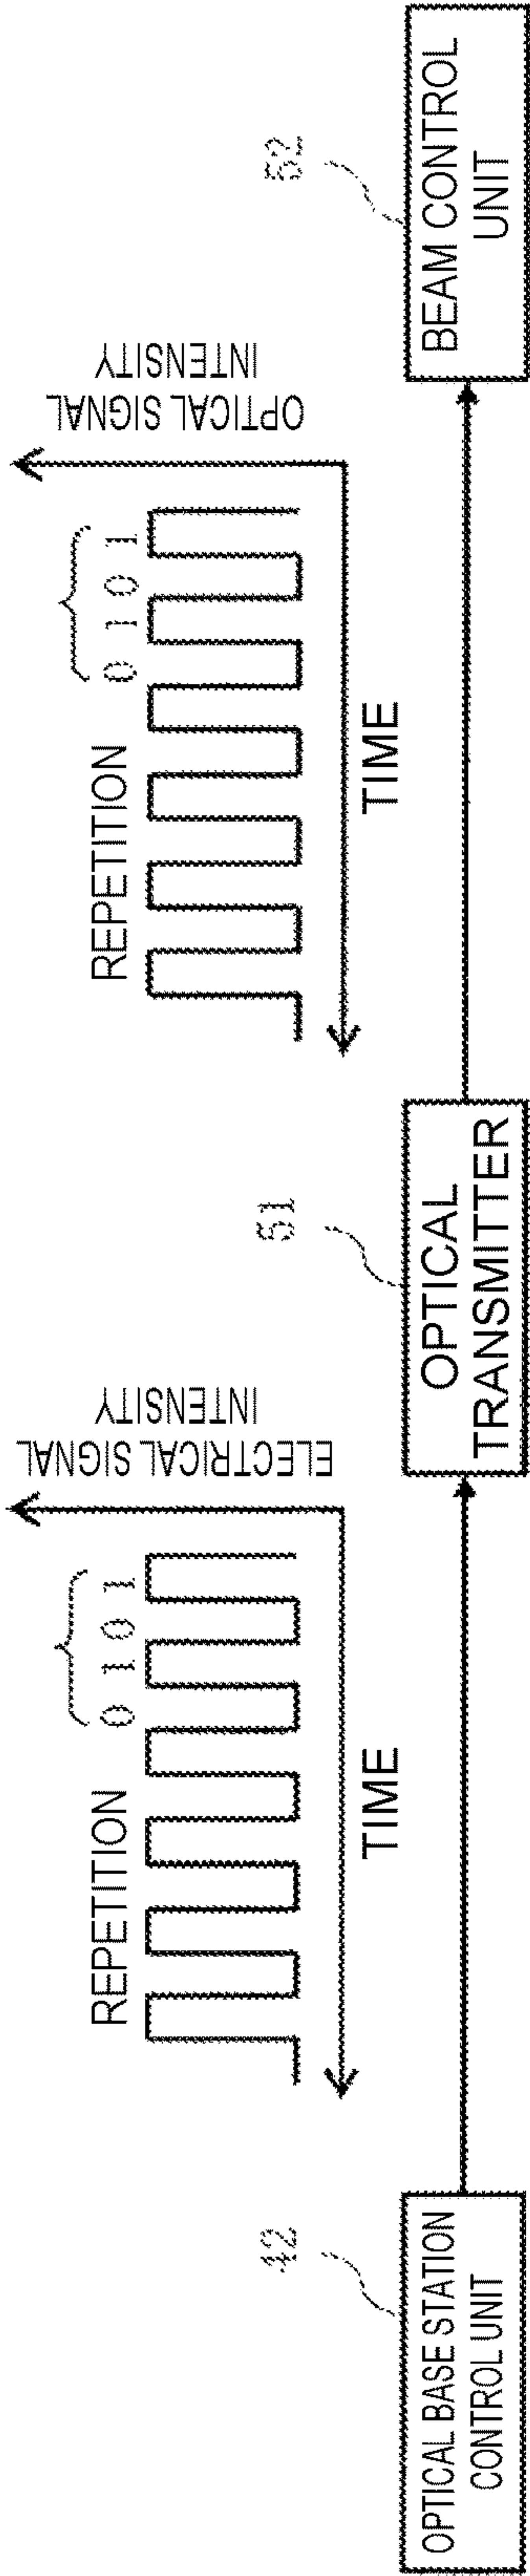 REPETITION
0 1 0 1
ELECTRICAL SIGNAL
INTENSITY
TIME
REPETITION
0 1 0 1
OPTICAL SIGNAL
INTENSITY
TIME
42
OPTICAL BASE STATION
CONTROL UNIT
51
OPTICAL
TRANSMITTER
52
BEAM CONTROL
UNIT